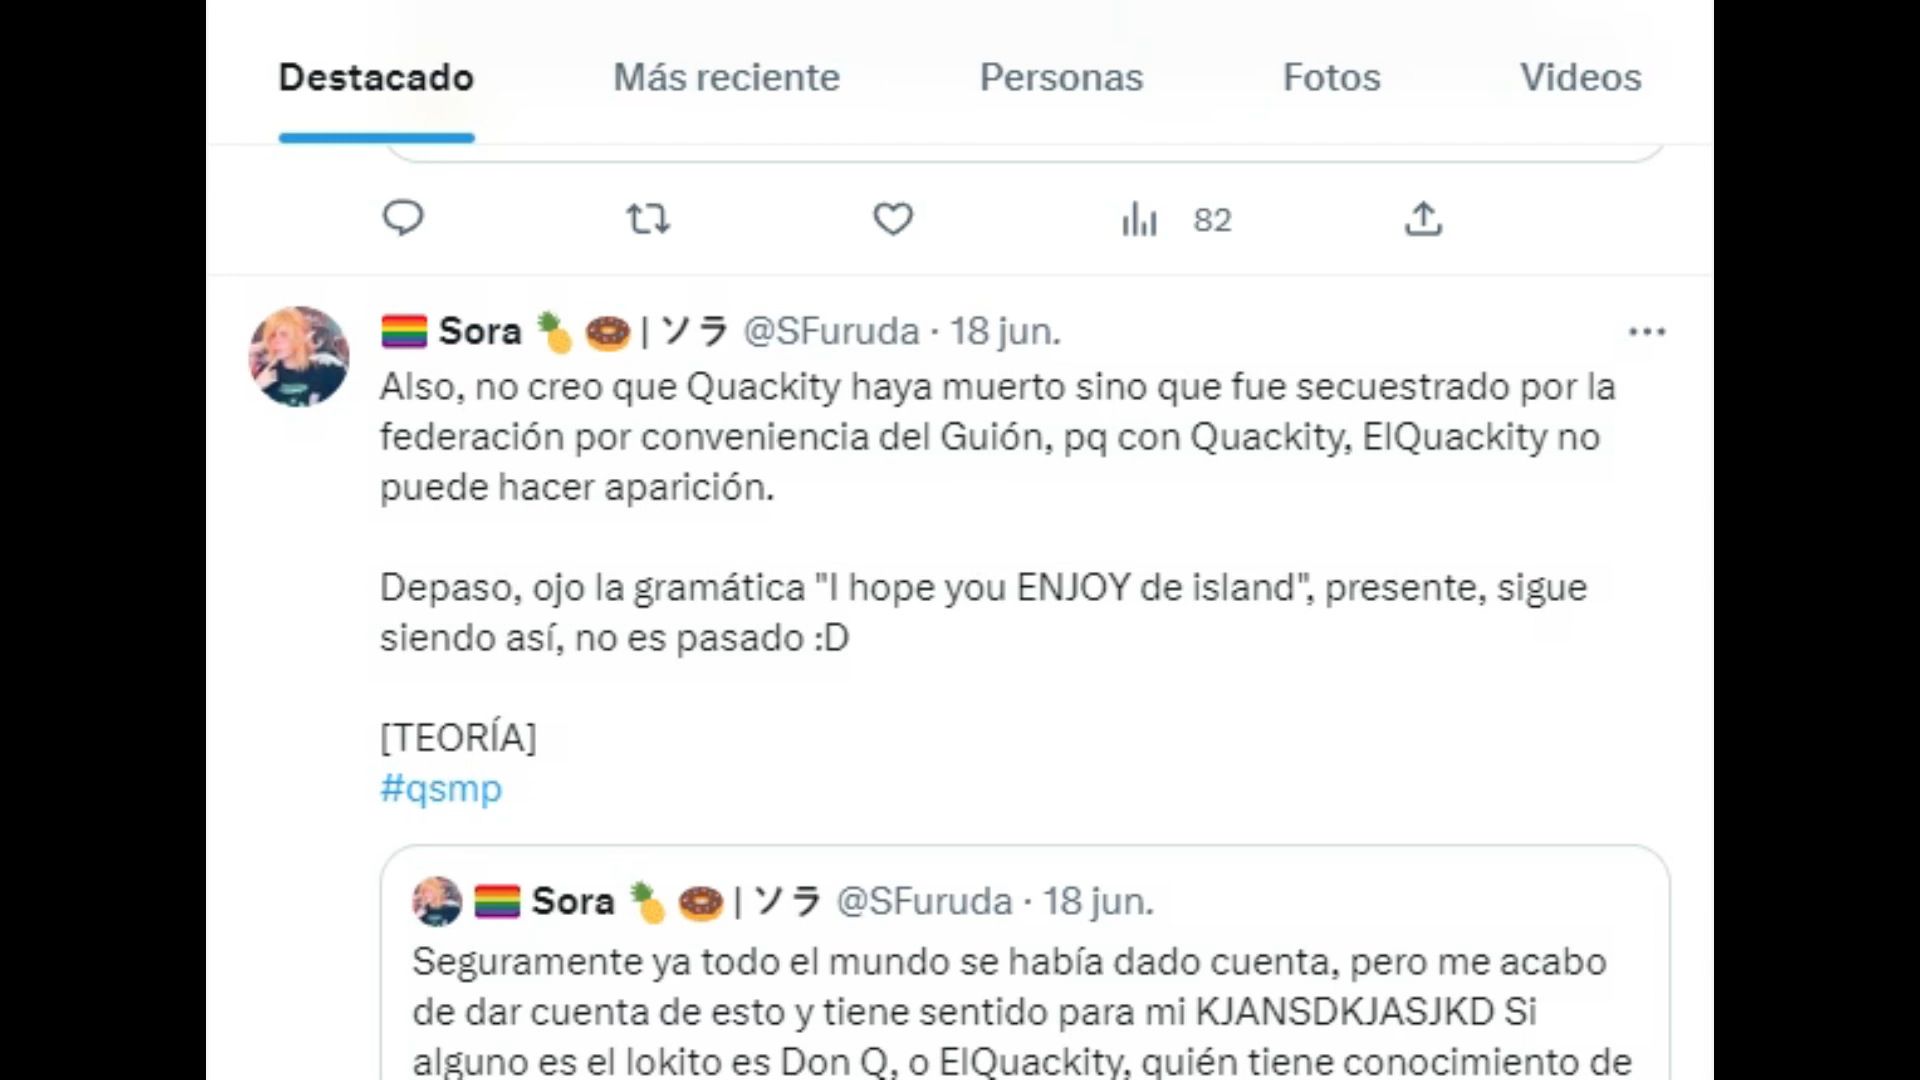 Destacado Más reciente Personas Fotos Videos
82
Sora | ソラ @SFuruda · 18 jun.
Also, no creo que Quackity haya muerto sino que fue secuestrado por la
federación por conveniencia del Guión, pq con Quackity, ElQuackity no
puede hacer aparición.
Depaso, ojo la gramática "I hope you ENJOY de island", presente, sigue
siendo así, no es pasado :D
[TEORÍA]
#qsmp
Sora | ソラ @SFuruda · 18 jun.
Seguramente ya todo el mundo se había dado cuenta, pero me acabo
de dar cuenta de esto y tiene sentido para mi KJANSDKJASJKD Si
alguno es el lokito es Don Q, o ElQuackity, quién tiene conocimiento de